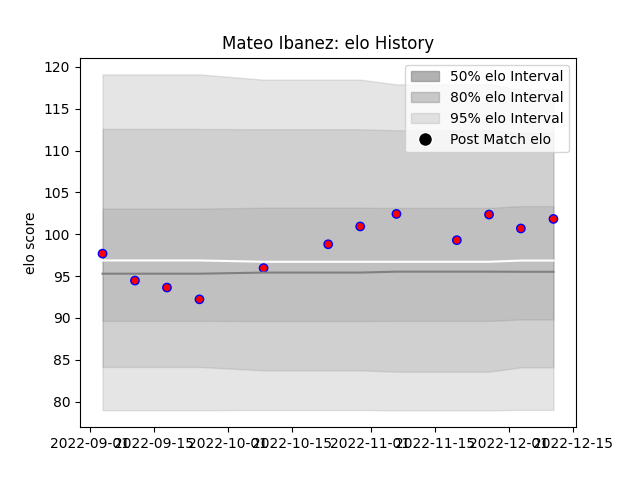 Mateo Ibanez: elo History
50% elo Interval
80% elo Interval
95% elo Interval
Post Match elo
elo score
120
115
110
105
100
95
90
85
80
2022-09-01 2022-09-15 2022-10-01 2022-10-15 2022-11-01 2022-11-15 2022-12-01 2022-12-15